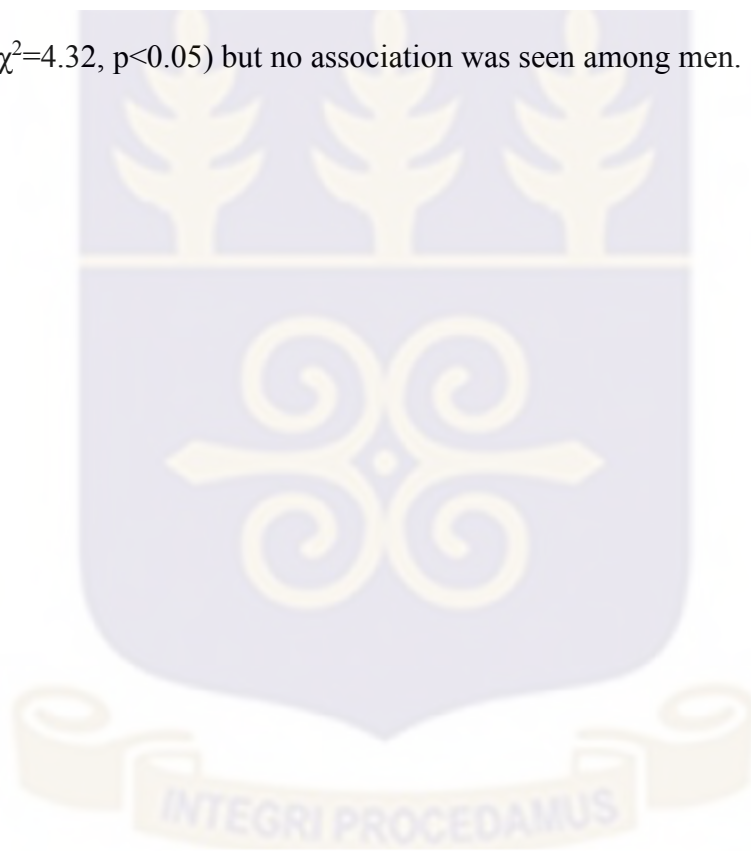 χ²=4.32, p<0.05) but no association was seen among men.
INTEGRI PROCEDAMUS